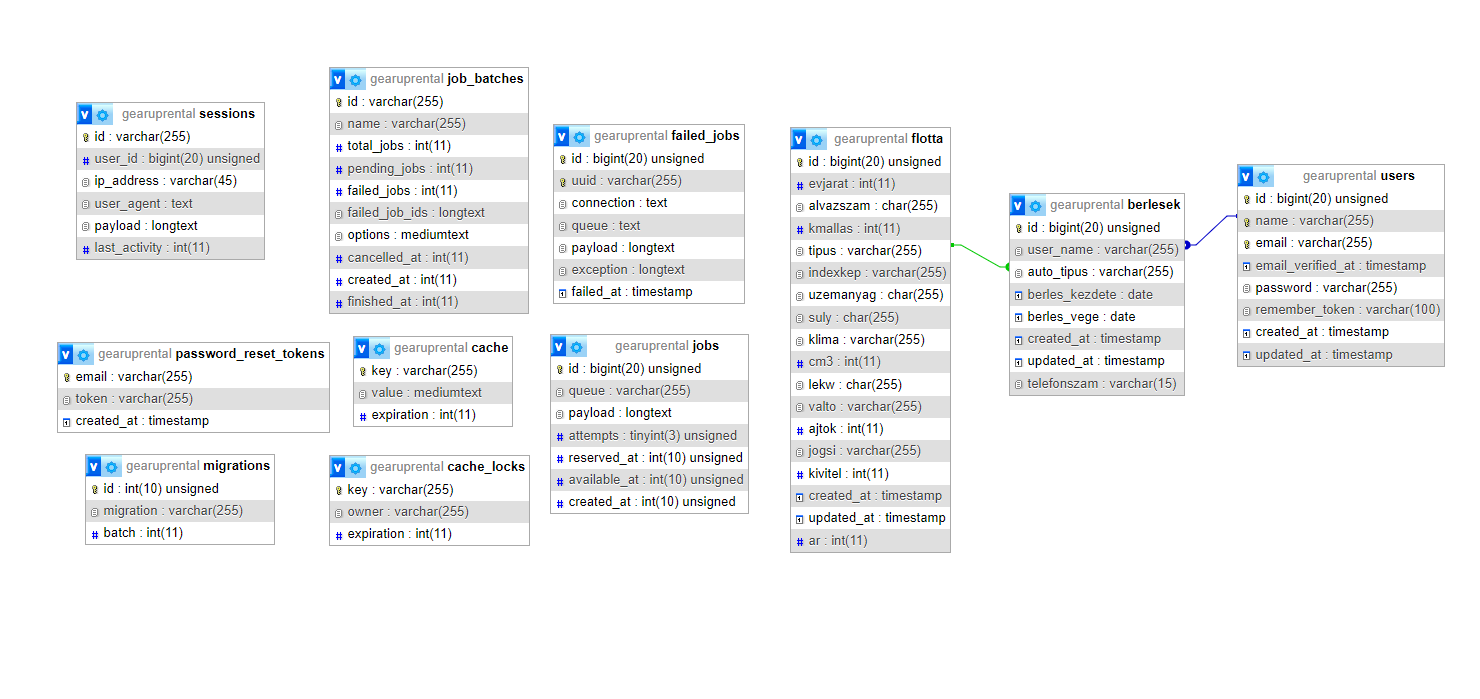 gearuprental sessions
id : varchar(255)
user_id : bigint(20) unsigned
ip_address : varchar(45)
user_agent : text
payload : longtext
last_activity : int(11)
gearuprental job_batches
id : varchar(255)
name : varchar(255)
total_jobs : int(11)
pending_jobs : int(11)
failed_jobs : int(11)
failed_job_ids : longtext
options : mediumtext
cancelled_at : int(11)
created_at : int(11)
finished_at : int(11)
gearuprental failed_jobs
id : bigint(20) unsigned
uuid : varchar(255)
connection : text
queue : text
payload : longtext
exception : longtext
failed_at : timestamp
gearuprental flotta
id : bigint(20) unsigned
evjarat : int(11)
alvazszam : char(255)
kmallas : int(11)
tipus : varchar(255)
indexkep : varchar(255)
uzemanyag : char(255)
suly : char(255)
klima : varchar(255)
cm3 : int(11)
lekw : char(255)
valto : varchar(255)
ajtok : int(11)
jogsi : varchar(255)
kivitel : int(11)
created_at : timestamp
updated_at : timestamp
ar : int(11)
gearuprental berlesek
id : bigint(20) unsigned
user_name : varchar(255)
auto_tipus : varchar(255)
berles_kezdete : date
berles_vege : date
created_at : timestamp
updated_at : timestamp
telefonszam : varchar(15)
gearuprental users
id : bigint(20) unsigned
name : varchar(255)
email : varchar(255)
email_verified_at : timestamp
password : varchar(255)
remember_token : varchar(100)
created_at : timestamp
updated_at : timestamp
gearuprental password_reset_tokens
email : varchar(255)
token : varchar(255)
created_at : timestamp
gearuprental cache
key : varchar(255)
value : mediumtext
expiration : int(11)
gearuprental jobs
id : bigint(20) unsigned
queue : varchar(255)
payload : longtext
attempts : tinyint(3) unsigned
reserved_at : int(10) unsigned
available_at : int(10) unsigned
created_at : int(10) unsigned
gearuprental migrations
id : int(10) unsigned
migration : varchar(255)
batch : int(11)
gearuprental cache_locks
key : varchar(255)
owner : varchar(255)
expiration : int(11)